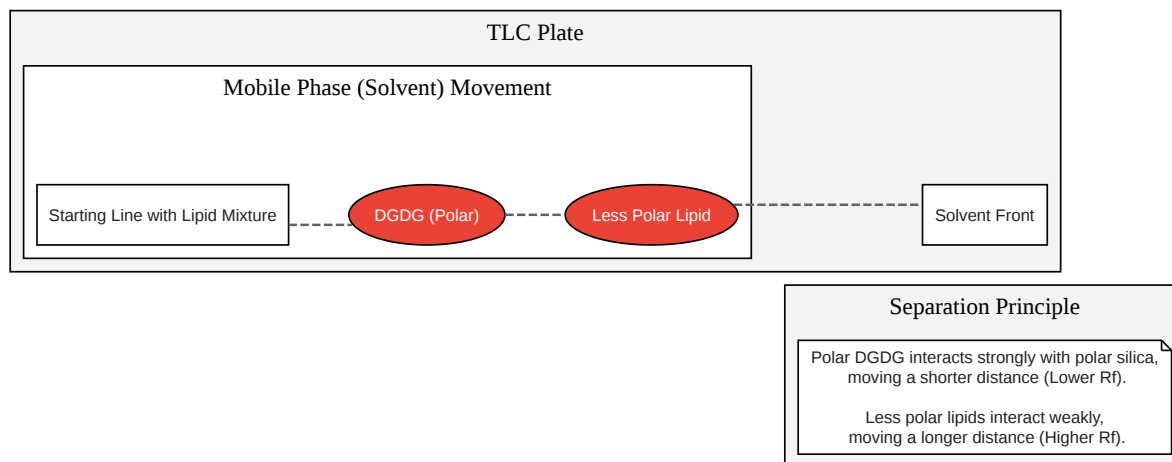 TLC Plate
Mobile Phase (Solvent) Movement
Starting Line with Lipid Mixture
DGDG (Polar)
Less Polar Lipid
Solvent Front
Separation Principle
Polar DGDG interacts strongly with polar silica,
moving a shorter distance (Lower Rf).
Less polar lipids interact weakly,
moving a longer distance (Higher Rf).